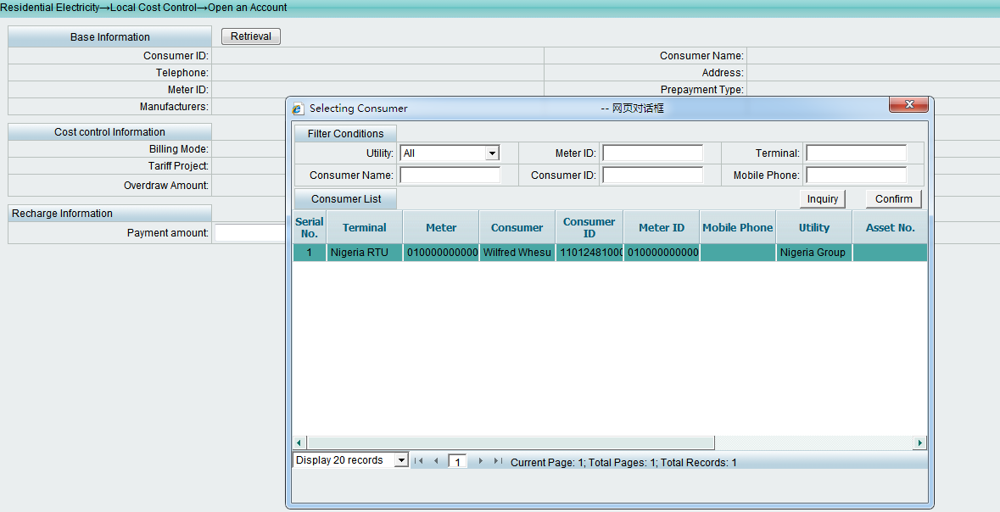 Residential Electricity→Local Cost Control→Open an Account
Base Information Retrieval
Consumer ID: Consumer Name:
Telephone: Address:
Meter ID: Prepayment Type:
Manufacturers:
Cost control Information
Billing Mode:
Tariff Project:
Overdraw Amount:
Recharge Information
Payment amount:
Selecting Consumer -- 网页对话框
Filter Conditions
Utility: All Meter ID: Terminal:
Consumer Name: Consumer ID: Mobile Phone:
Consumer List Inquiry Confirm
Serial No. Terminal Meter Consumer Consumer ID Meter ID Mobile Phone Utility Asset No.
1 Nigeria RTU 010000000000 Wilfred Whesu 11012481000 010000000000 Nigeria Group
Display 20 records 1 Current Page: 1; Total Pages: 1; Total Records: 1